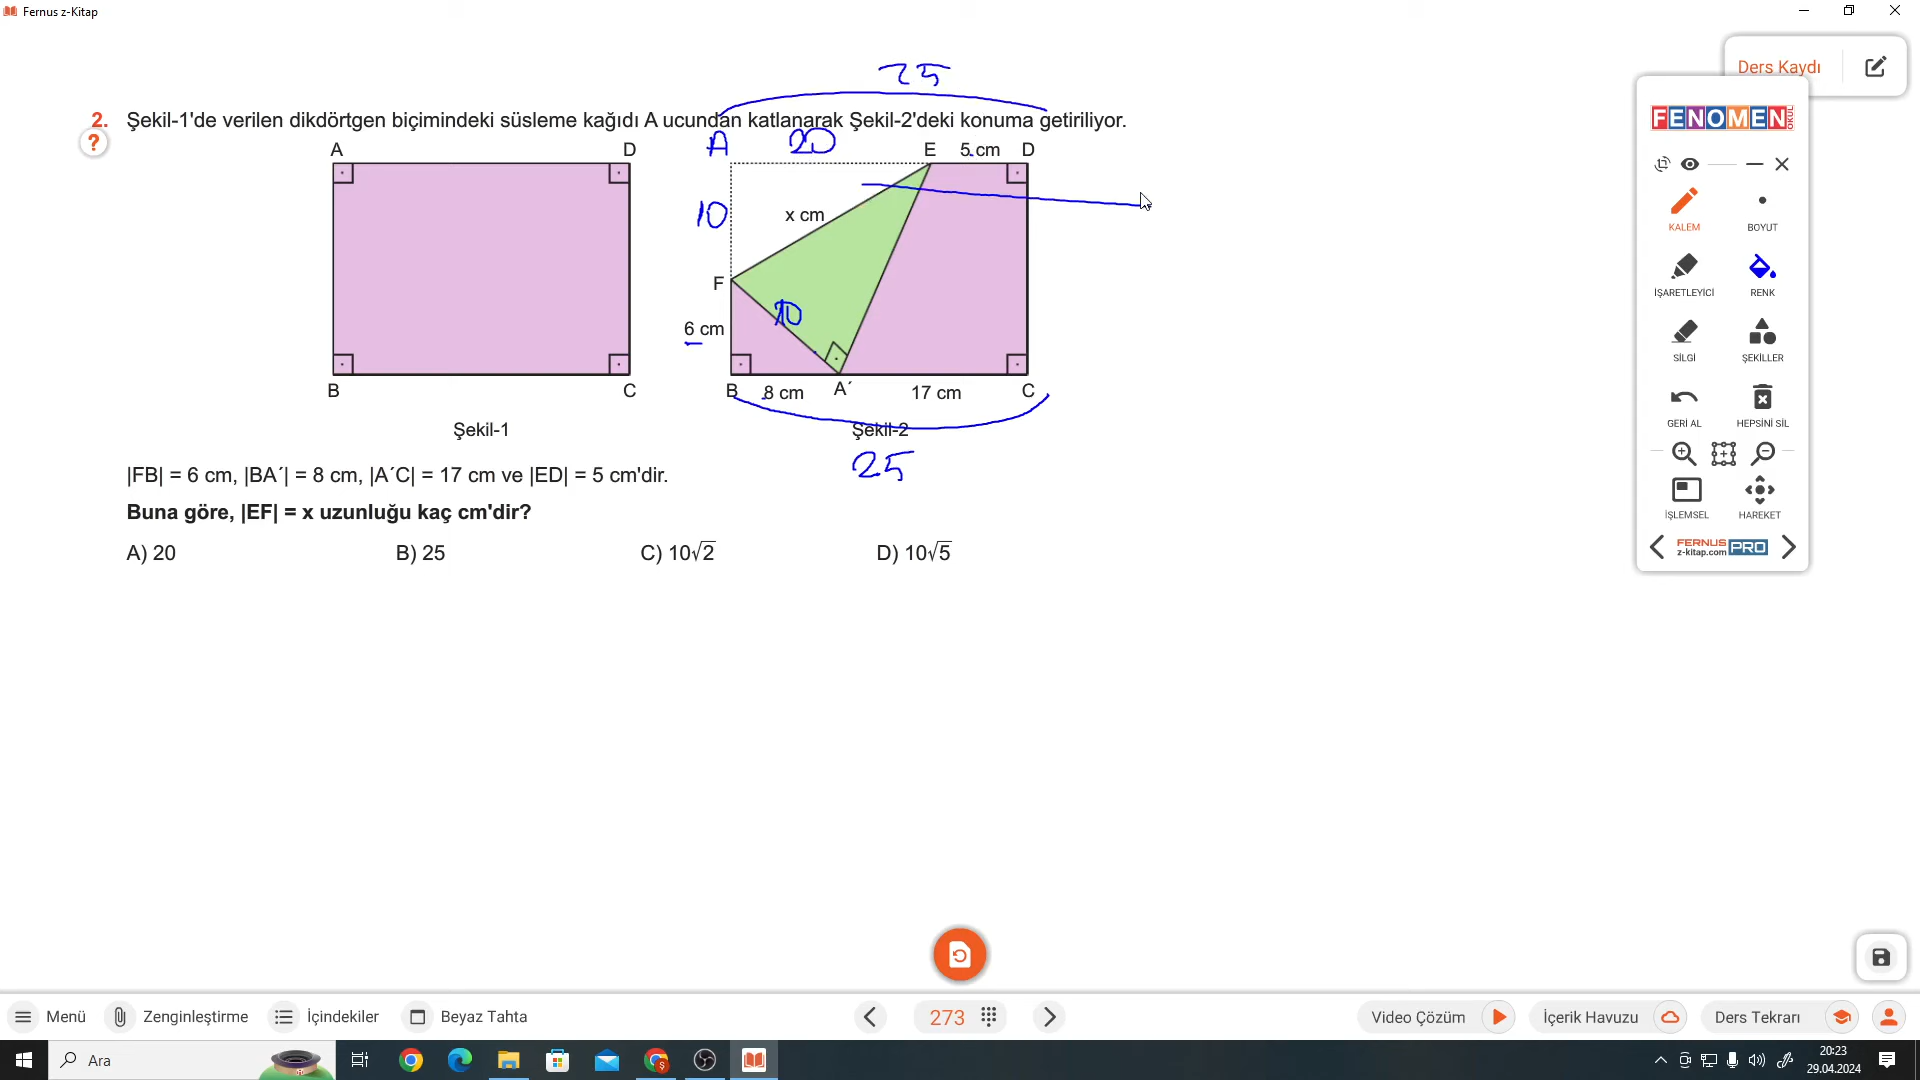 Fernus z-Kitap
Ders Kaydı
25
2. Şekil-1'de verilen dikdörtgen biçimindeki süsleme kağıdı A ucundan katlanarak Şekil-2'deki konuma getiriliyor.
?
A D
A 20 E 5 cm D
10 x cm
F
10
6 cm
B C
B 8 cm A´ 17 cm C
Şekil-1 Şekil-2
25
|FB| = 6 cm, |BA´| = 8 cm, |A´C| = 17 cm ve |ED| = 5 cm'dir.
Buna göre, |EF| = x uzunluğu kaç cm'dir?
A) 20 B) 25 C) 10√2 D) 10√5
FENOMEN OKUL
KALEM BOYUT
İŞARETLEYİCİ RENK
SİLGİ ŞEKİLLER
GERİ AL HEPSİNİ SİL
İŞLEMSEL HAREKET
FERNUS z-kitap.com PRO
Menü Zenginleştirme İçindekiler Beyaz Tahta 273 Video Çözüm İçerik Havuzu Ders Tekrarı
Ara
20:23
29.04.2024